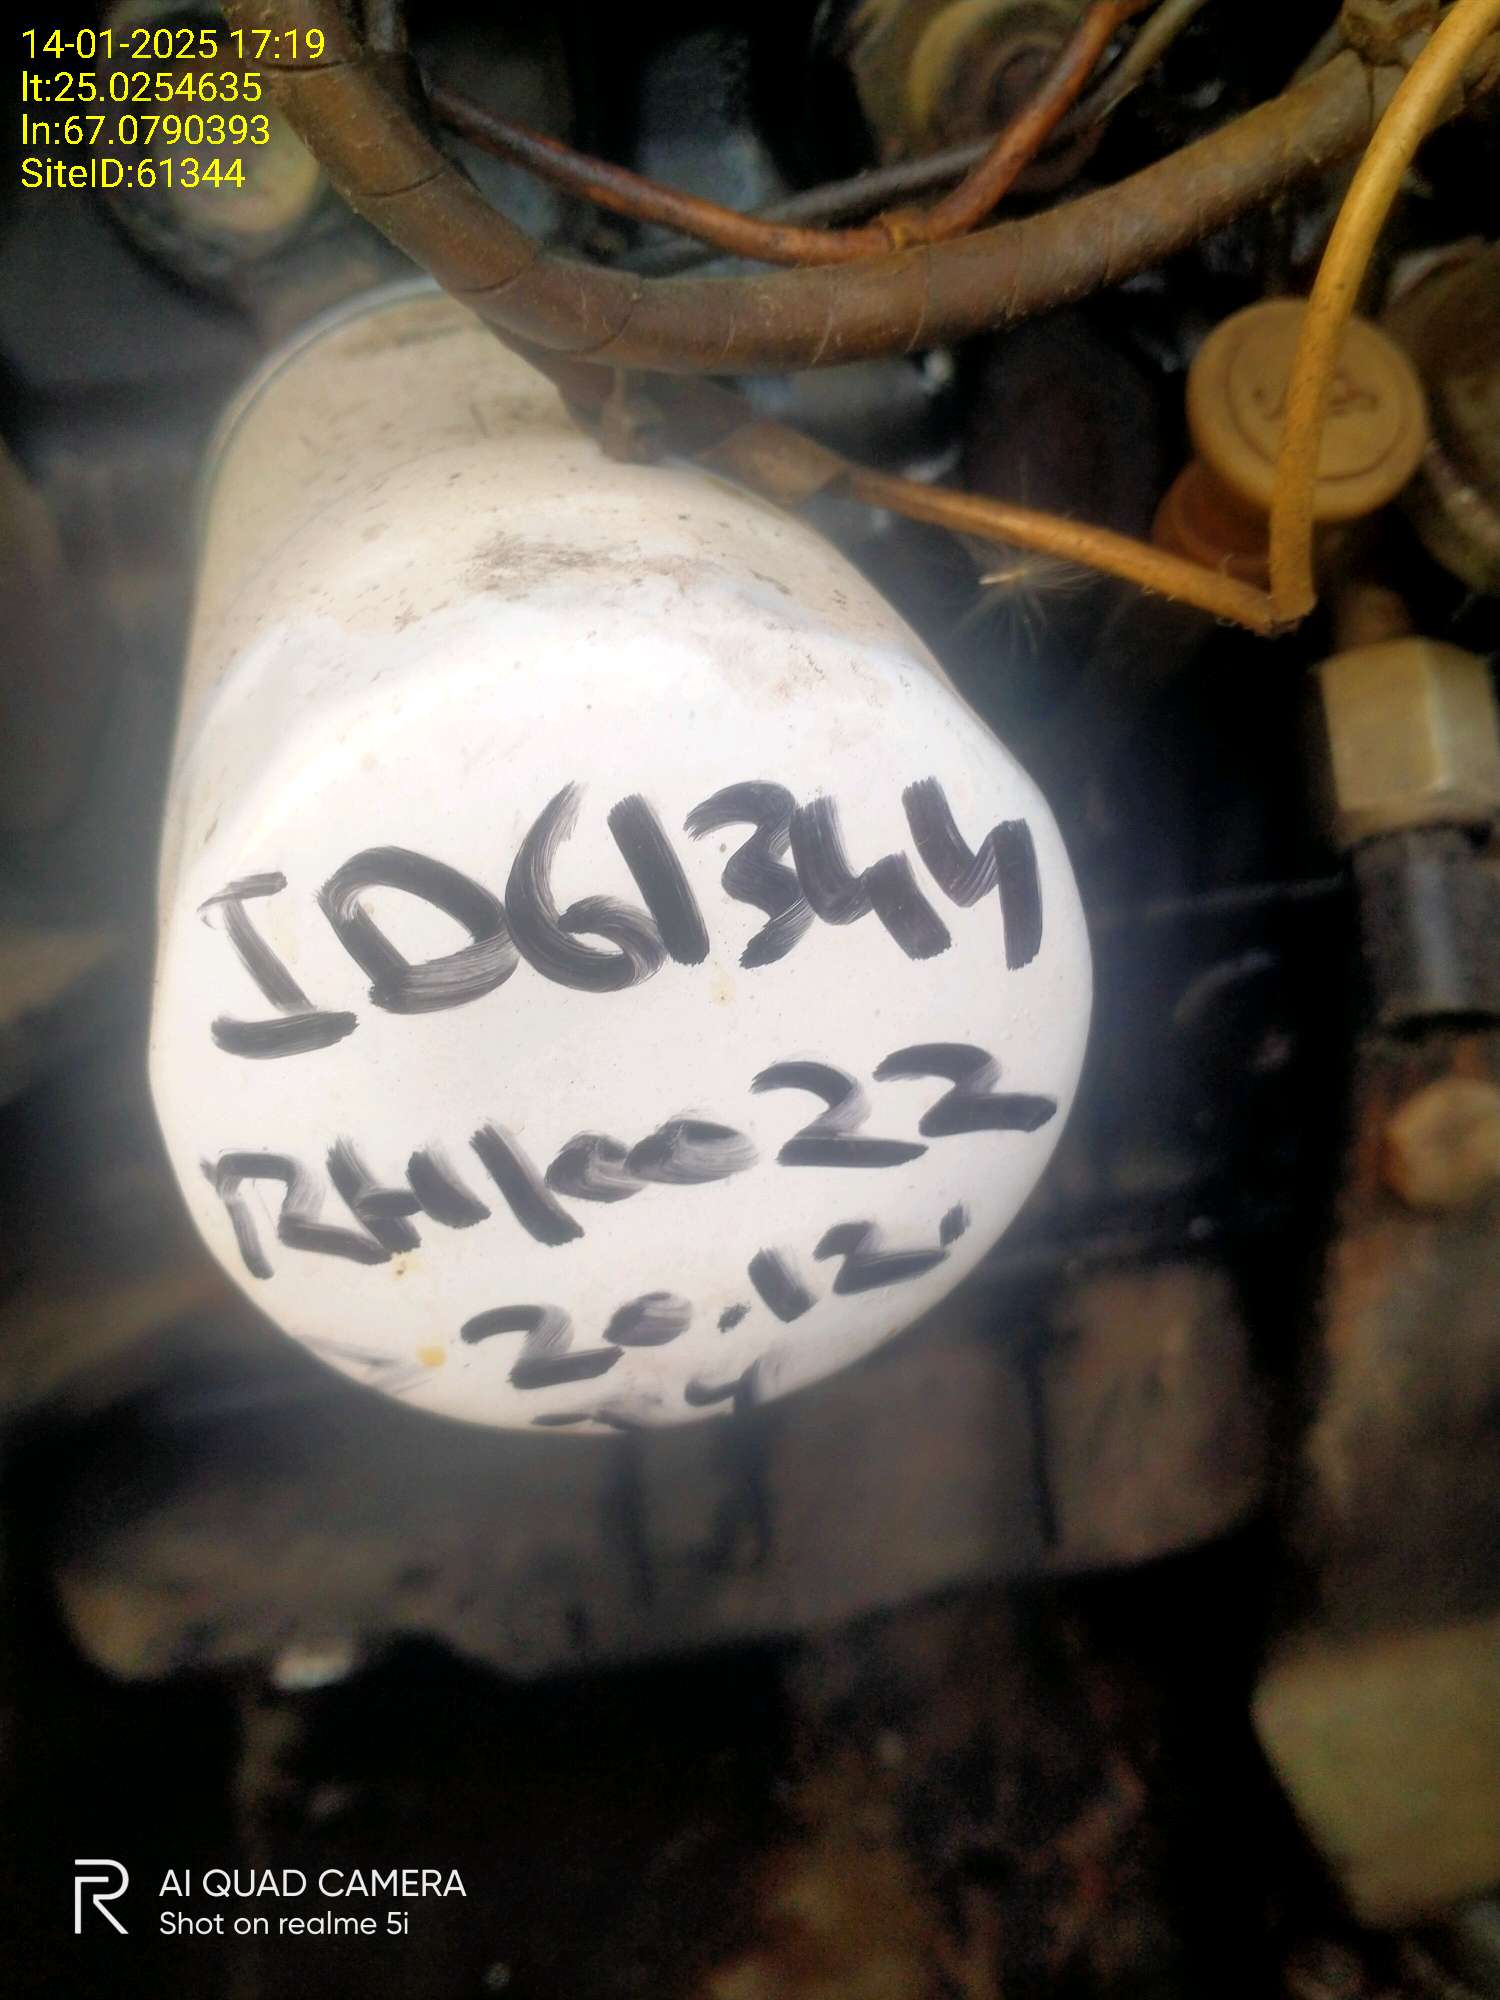 14-01-2025 17:19
lt:25.0254635
ln:67.0790393
SiteID:61344
ID61344
RH10022
20.12.
AI QUAD CAMERA
Shot on realme 5i